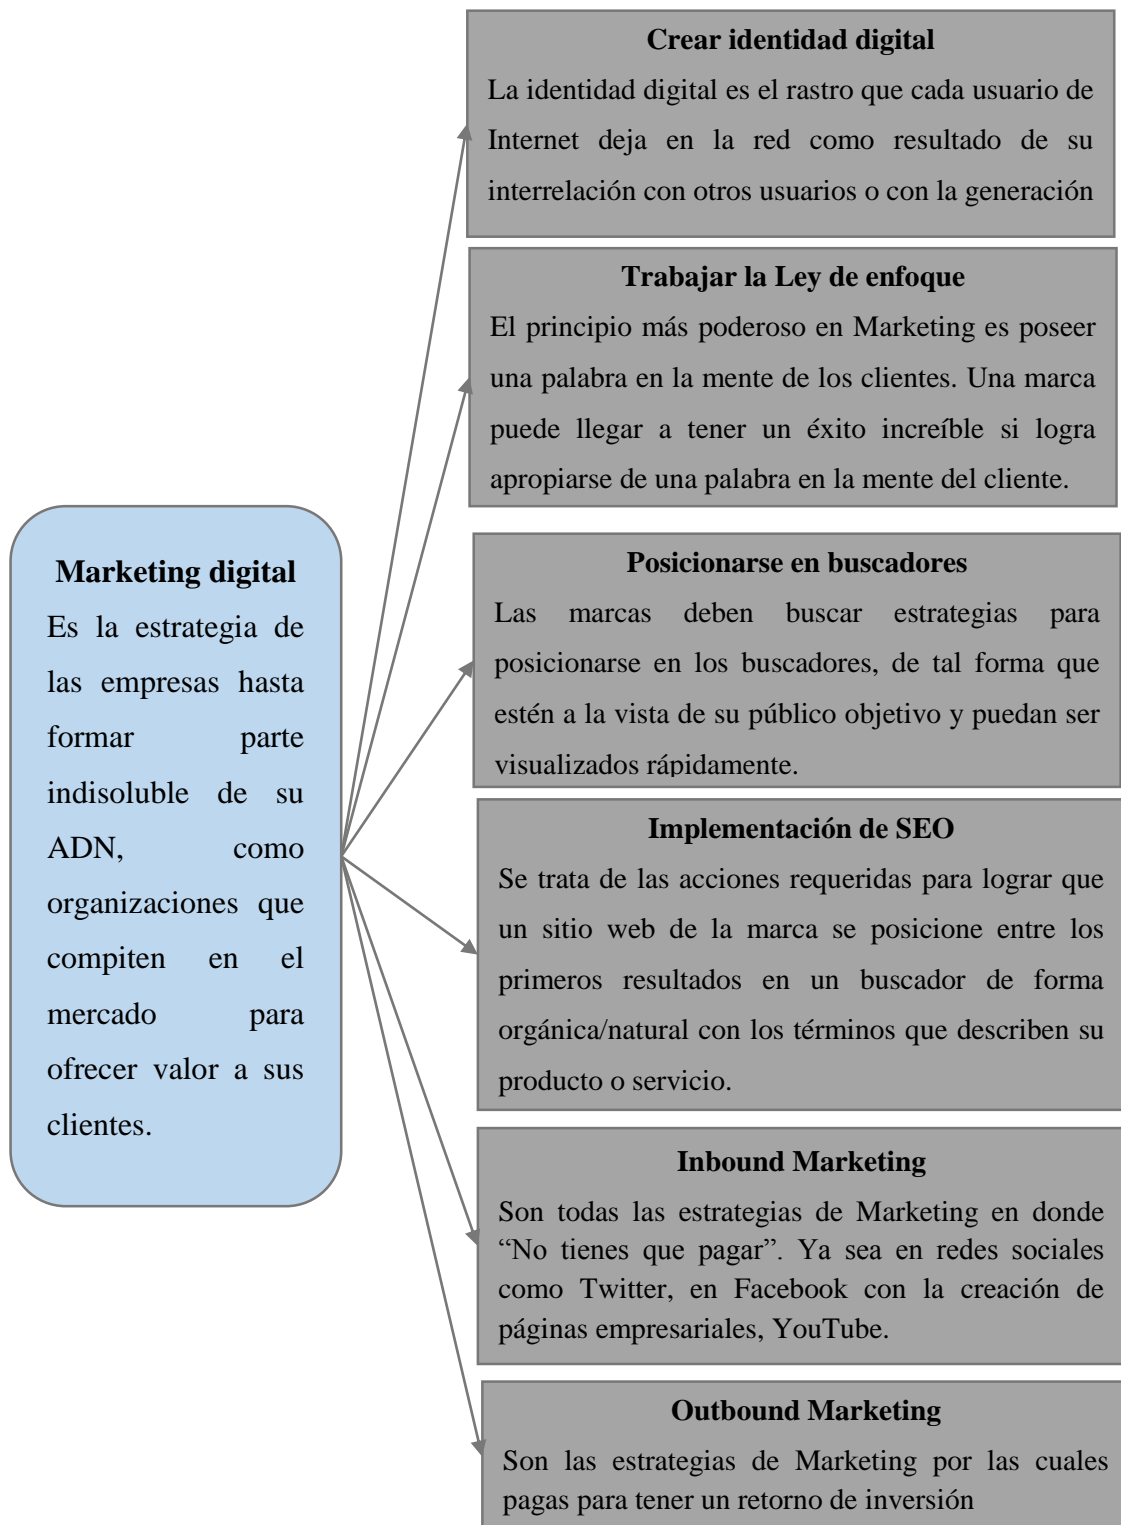 Marketing digital
Es la estrategia de
las empresas hasta
formar parte
indisoluble de su
ADN, como
organizaciones que
compiten en el
mercado para
ofrecer valor a sus
clientes.
Crear identidad digital
La identidad digital es el rastro que cada usuario de
Internet deja en la red como resultado de su
interrelación con otros usuarios o con la generación
Trabajar la Ley de enfoque
El principio más poderoso en Marketing es poseer
una palabra en la mente de los clientes. Una marca
puede llegar a tener un éxito increíble si logra
apropiarse de una palabra en la mente del cliente.
Posicionarse en buscadores
Las marcas deben buscar estrategias para
posicionarse en los buscadores, de tal forma que
estén a la vista de su público objetivo y puedan ser
visualizados rápidamente.
Implementación de SEO
Se trata de las acciones requeridas para lograr que
un sitio web de la marca se posicione entre los
primeros resultados en un buscador de forma
orgánica/natural con los términos que describen su
producto o servicio.
Inbound Marketing
Son todas las estrategias de Marketing en donde
“No tienes que pagar”. Ya sea en redes sociales
como Twitter, en Facebook con la creación de
páginas empresariales, YouTube.
Outbound Marketing
Son las estrategias de Marketing por las cuales
pagas para tener un retorno de inversión